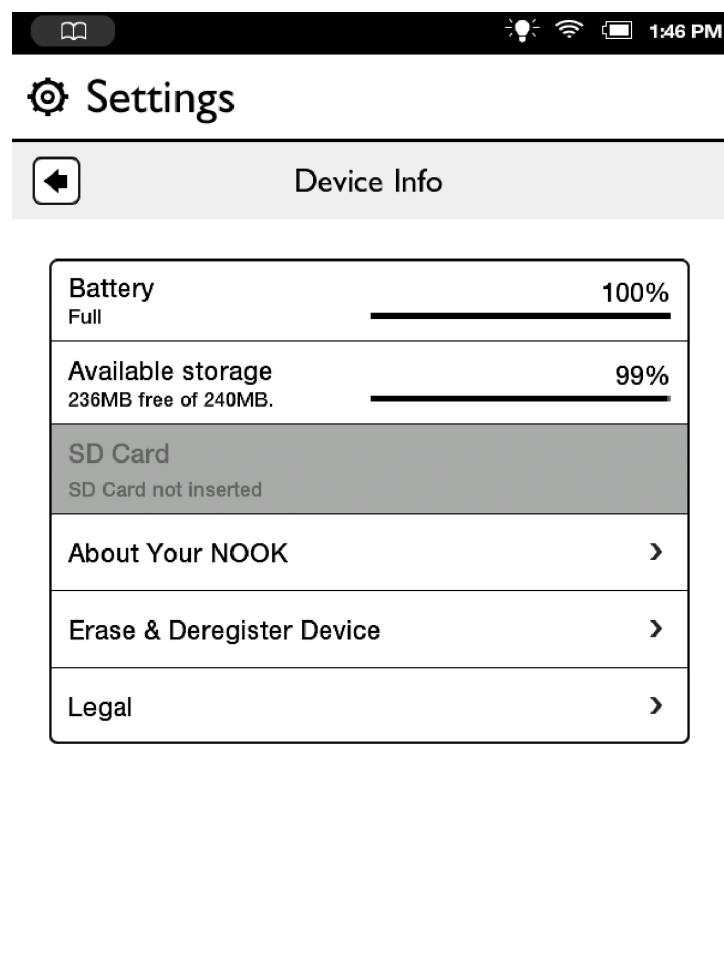 1:46 PM
Settings
Device Info
Battery
100%
Full
Available storage
99%
236MB free of 240MB.
SD Card
SD Card not inserted
About Your NOOK
Erase & Deregister Device
Legal